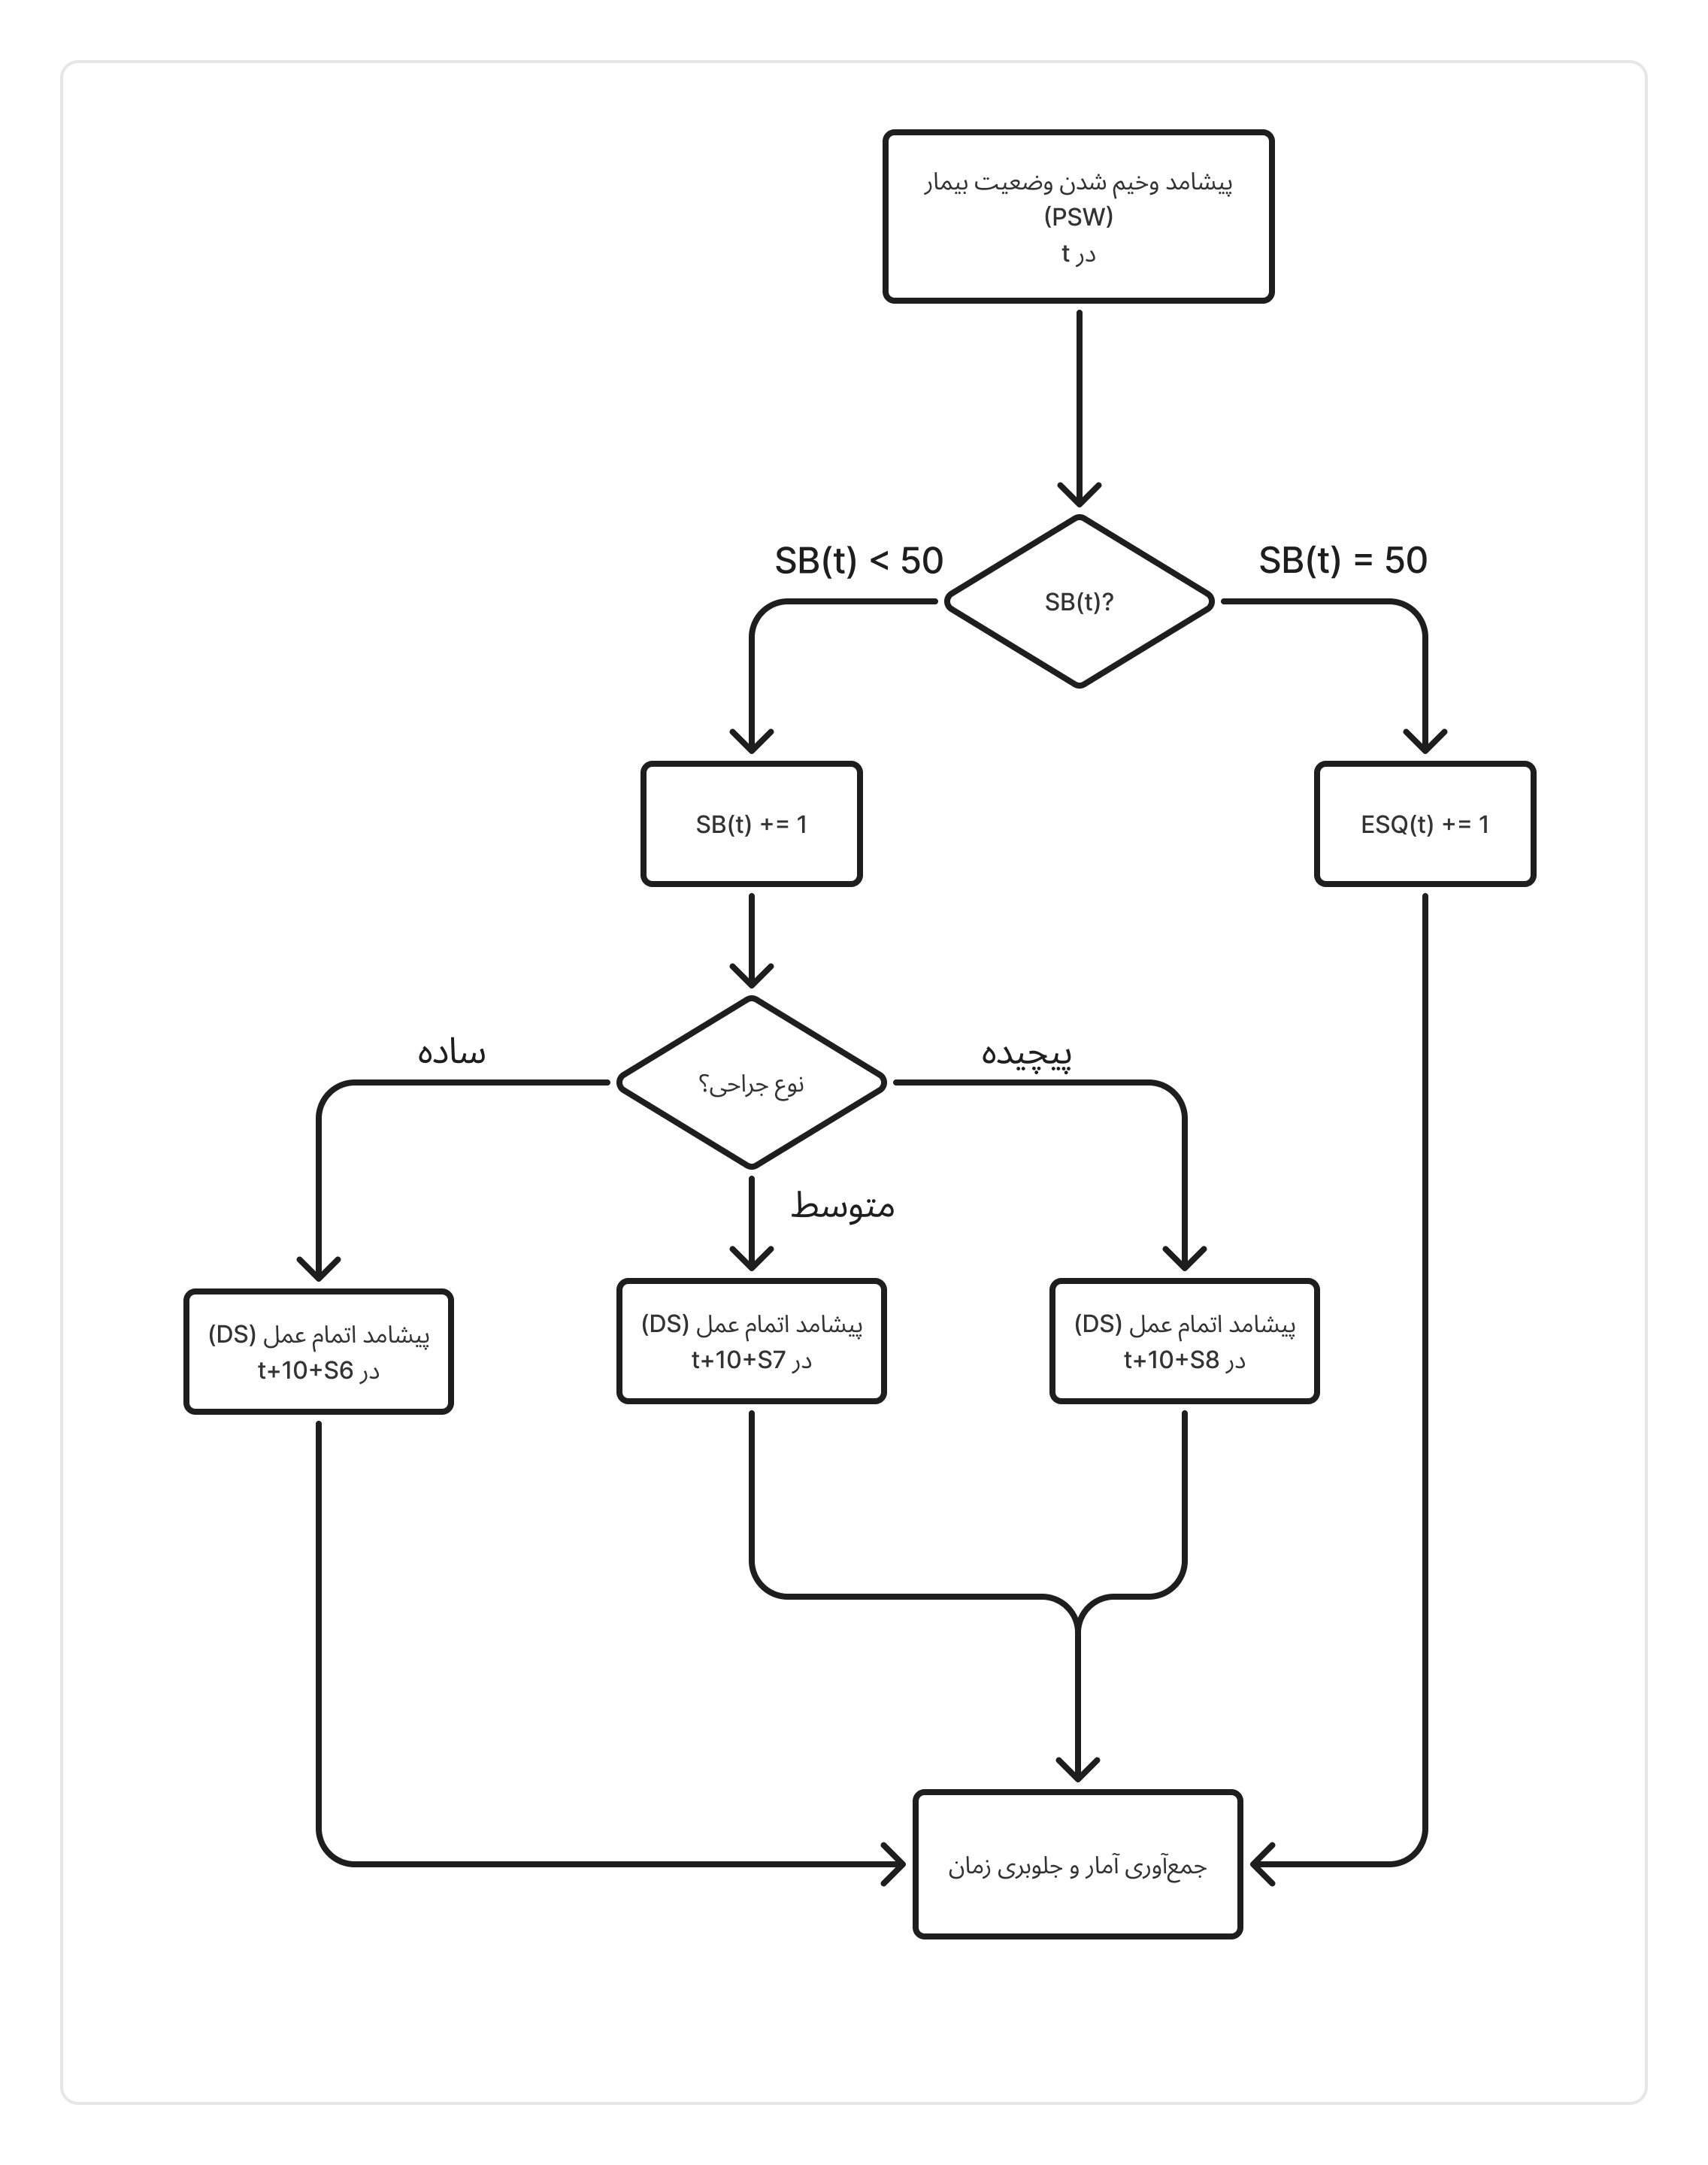 پیشامد وخیم شدن وضعیت بیمار
(PSW)
در t
SB(t) < 50
SB(t) = 50
SB(t)?
SB(t) += 1
ESQ(t) += 1
ساده
پیچیده
نوع جراحی؟
متوسط
پیشامد اتمام عمل (DS)
در t+10+S6
پیشامد اتمام عمل (DS)
در t+10+S7
پیشامد اتمام عمل (DS)
در t+10+S8
جمع‌آوری آمار و جلوبری زمان